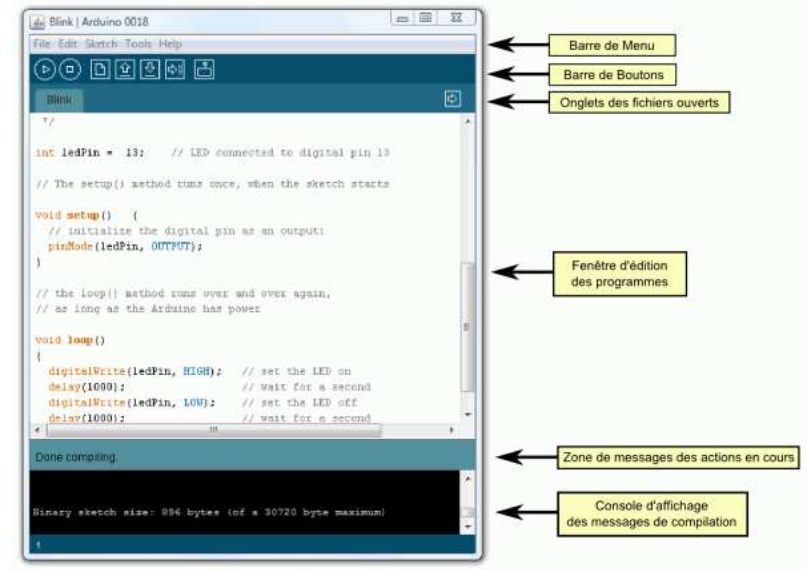 Blink | Arduino 0018
File Edit Sketch Tools Help
Barre de Menu
Barre de Boutons
Blink
Onglets des fichiers ouverts
*/
int ledPin = 13; // LED connected to digital pin 13
// The setup() method runs once, when the sketch starts
void setup() {
// initialize the digital pin as an output:
pinMode(ledPin, OUTPUT);
}
Fenêtre d'édition
des programmes
// the loop() method runs over and over again,
// as long as the Arduino has power
void loop()
{
digitalWrite(ledPin, HIGH); // set the LED on
delay(1000); // wait for a second
digitalWrite(ledPin, LOW); // set the LED off
delay(1000); // wait for a second
Done compiling.
Zone de messages des actions en cours
Binary sketch size: 896 bytes (of a 30720 byte maximum)
Console d'affichage
des messages de compilation
1